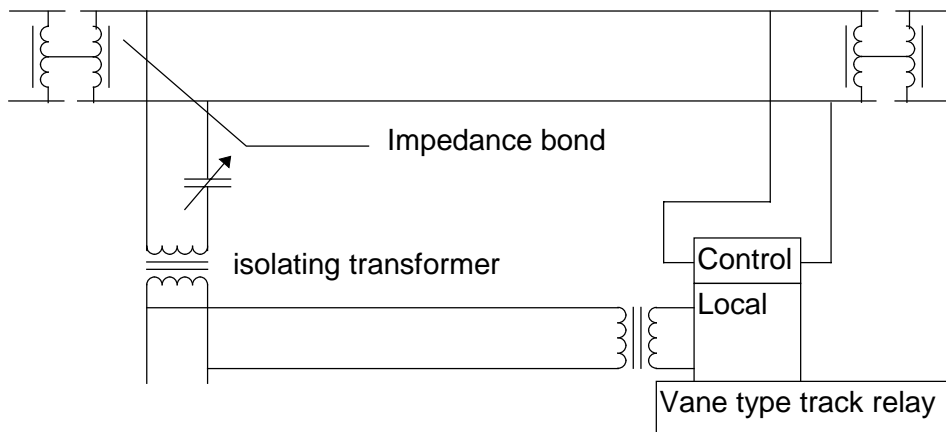 Impedance bond
isolating transformer
Control
Local
Vane type track relay